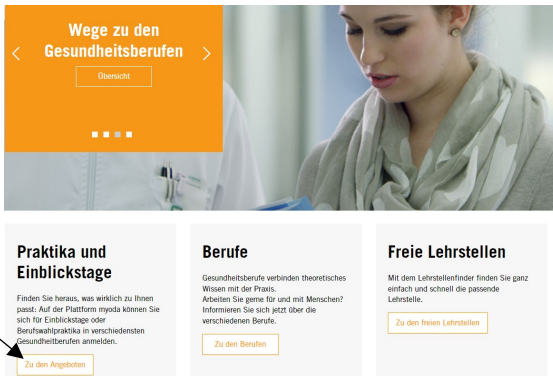 Wege zu den
Gesundheitsberufen
Übersicht
Praktika und
Einblickstage
Finden Sie heraus, was wirklich zu Ihnen
passt: Auf der Plattform myoda können Sie
sich für Einblickstage oder
Berufswahlpraktika in verschiedensten
Gesundheitberufen anmelden.
Zu den Angeboten
Berufe
Gesundheitsberufe verbinden theoretisches
Wissen mit der Praxis.
Arbeiten Sie gerne für und mit Menschen?
Informieren Sie sich jetzt über die
verschiedenen Berufe.
Zu den Berufen
Freie Lehrstellen
Mit dem Lehrstellenfinder finden Sie ganz
einfach und schnell die passende
Lehrstelle.
Zu den freien Lehrstellen